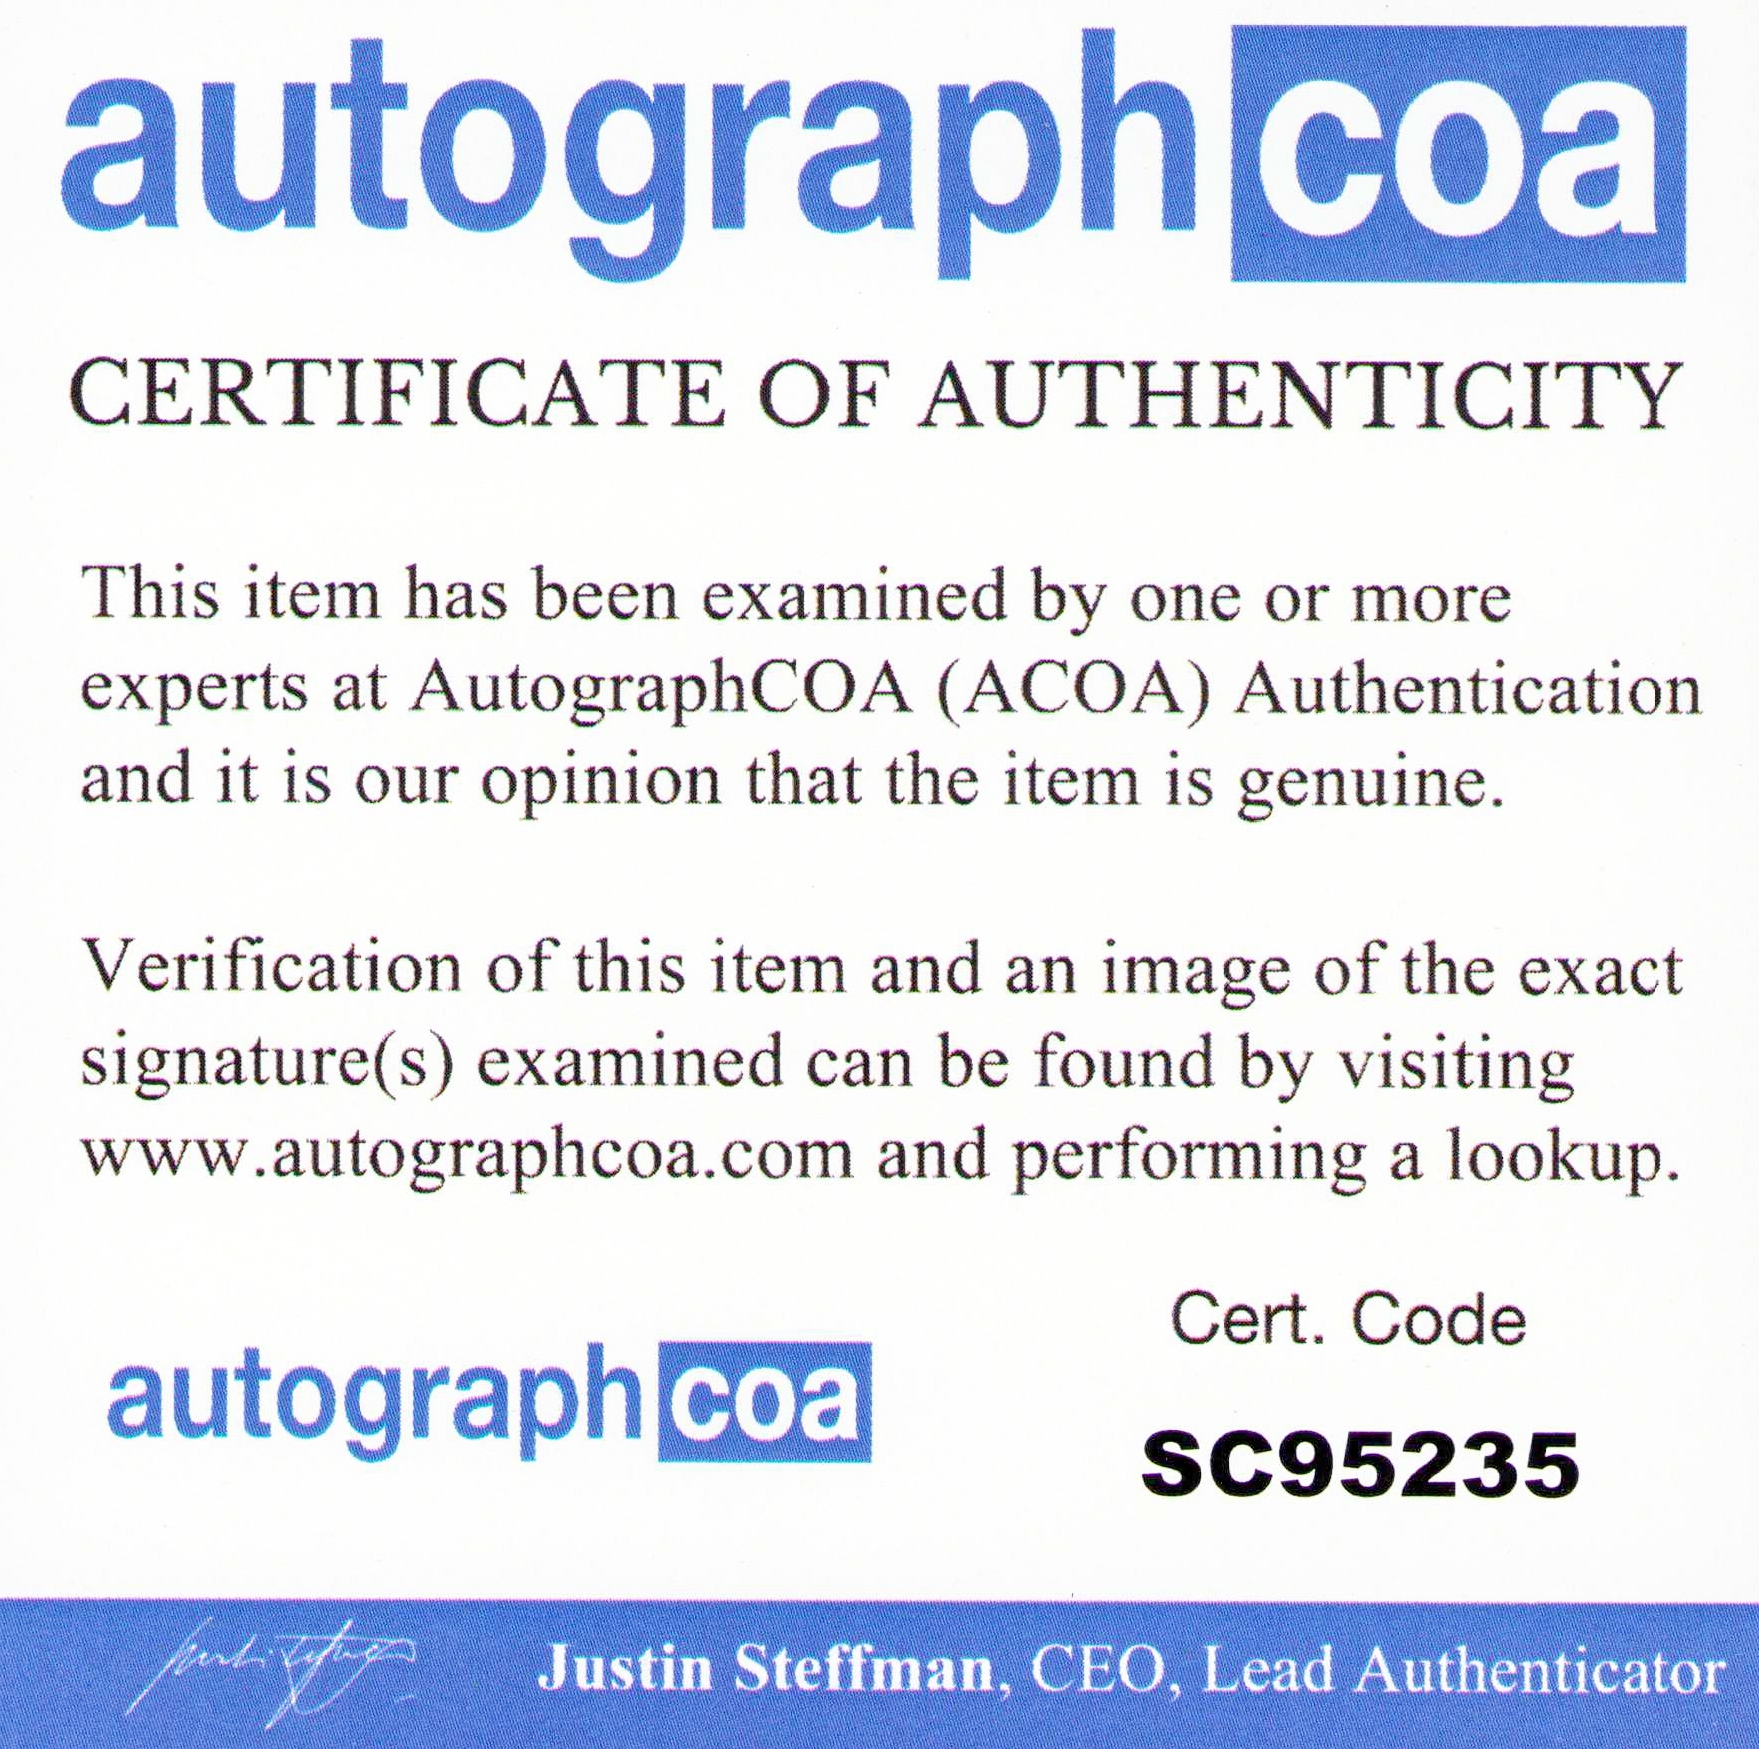 autographcoa
CERTIFICATE OF AUTHENTICITY
This item has been examined by one or more
experts at AutographCOA (ACOA) Authentication
and it is our opinion that the item is genuine.
Verification of this item and an image of the exact
signature(s) examined can be found by visiting
www.autographcoa.com and performing a lookup.
Cert. Code
autographcoa
SC95235
Justin Steffman, CEO, Lead Authenticator